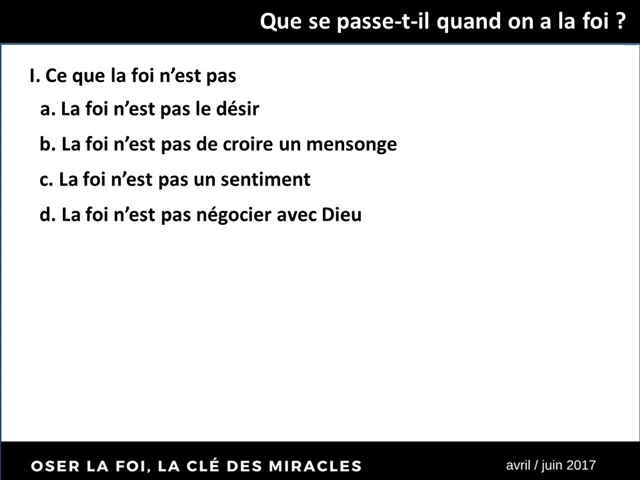 Que se passe-t-il quand on a la foi ?
I. Ce que la foi n’est pas
a. La foi n’est pas le désir
b. La foi n’est pas de croire un mensonge
c. La foi n’est pas un sentiment
d. La foi n’est pas négocier avec Dieu
OSER LA FOI, LA CLÉ DES MIRACLES
avril / juin 2017